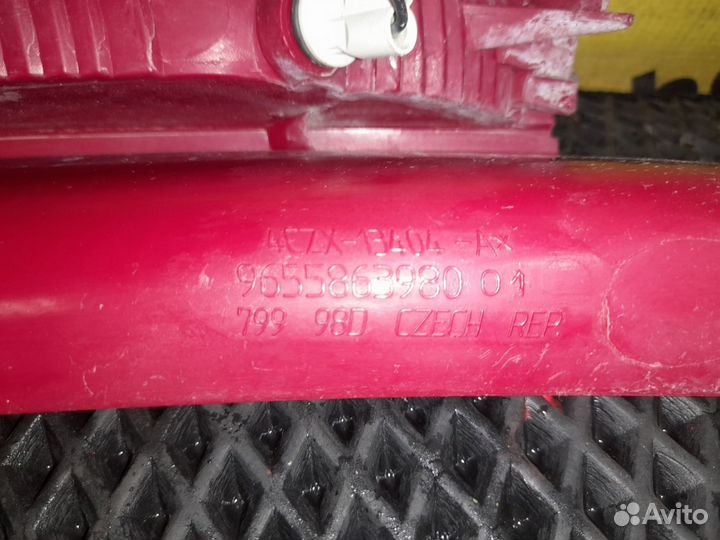 4CZX-13404-AX
9655863980 01
799 98D CZECH REP
Avito